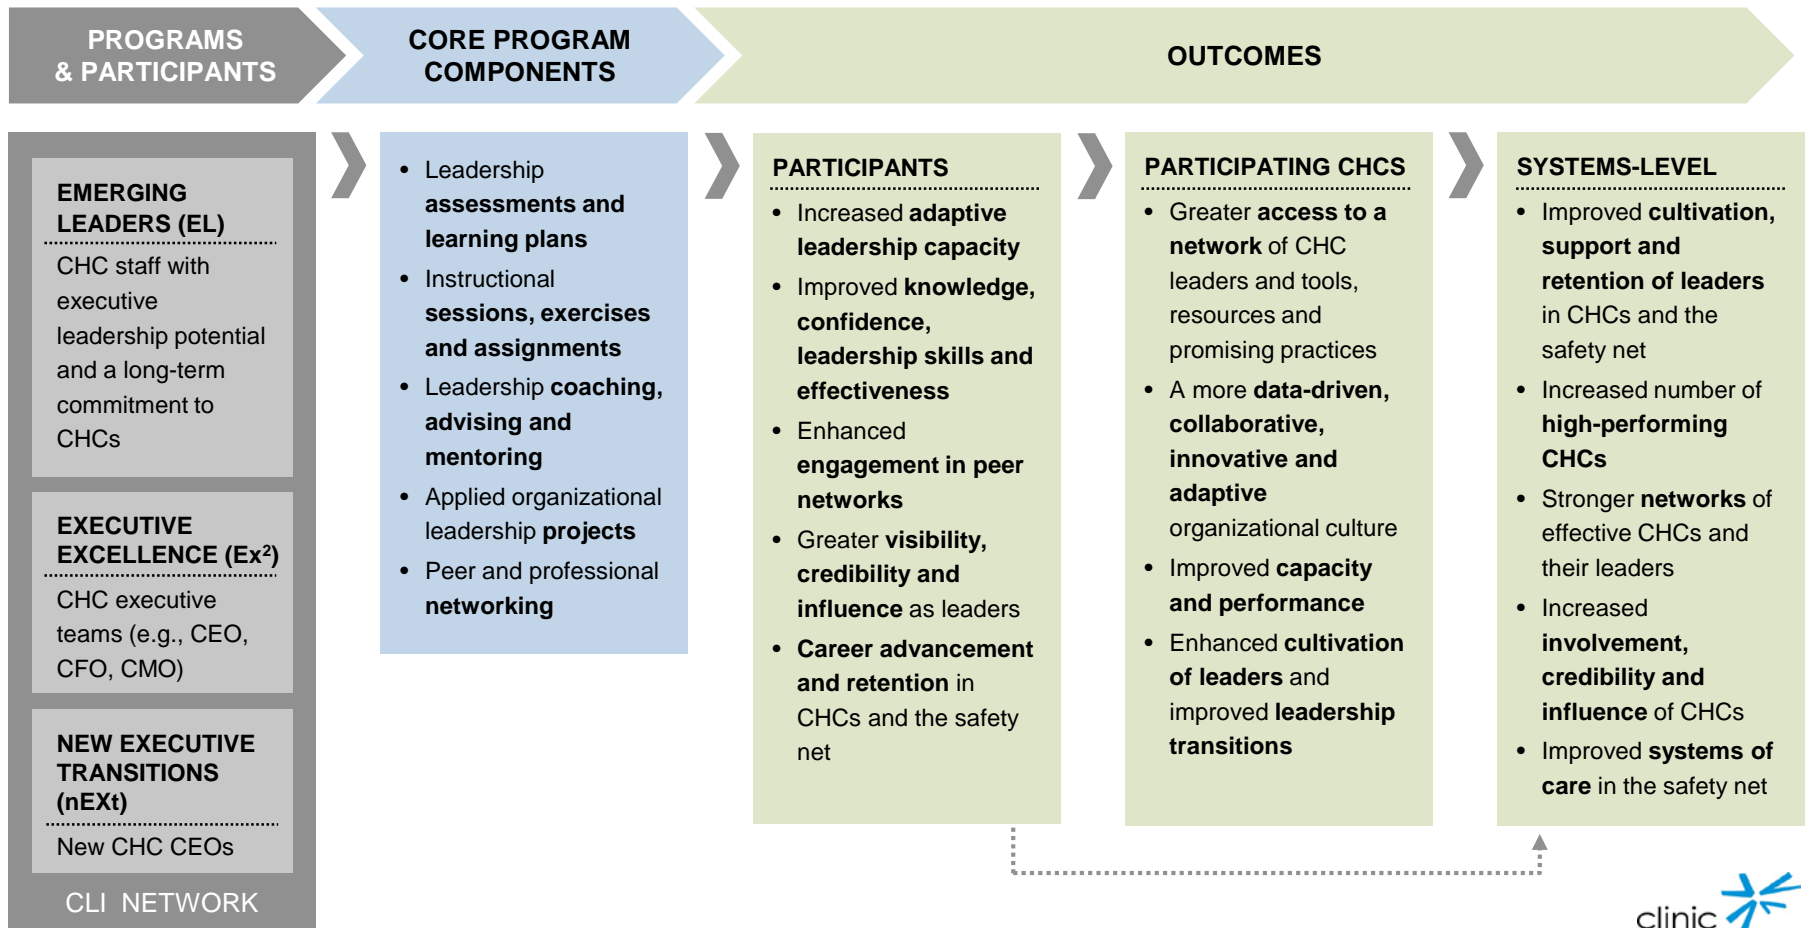 PROGRAMS
& PARTICIPANTS
CORE PROGRAM
COMPONENTS
OUTCOMES
EMERGING
LEADERS (EL)
CHC staff with
executive
leadership potential
and a long-term
commitment to
CHCs
EXECUTIVE
EXCELLENCE (Ex²)
CHC executive
teams (e.g., CEO,
CFO, CMO)
NEW EXECUTIVE
TRANSITIONS
(nEXt)
New CHC CEOs
CLI NETWORK
• Leadership
assessments and
learning plans
• Instructional
sessions, exercises
and assignments
• Leadership coaching,
advising and
mentoring
• Applied organizational
leadership projects
• Peer and professional
networking
PARTICIPANTS
• Increased adaptive
leadership capacity
• Improved knowledge,
confidence,
leadership skills and
effectiveness
• Enhanced
engagement in peer
networks
• Greater visibility,
credibility and
influence as leaders
• Career advancement
and retention in
CHCs and the safety
net
PARTICIPATING CHCS
• Greater access to a
network of CHC
leaders and tools,
resources and
promising practices
• A more data-driven,
collaborative,
innovative and
adaptive
organizational culture
• Improved capacity
and performance
• Enhanced cultivation
of leaders and
improved leadership
transitions
SYSTEMS-LEVEL
• Improved cultivation,
support and
retention of leaders
in CHCs and the
safety net
• Increased number of
high-performing
CHCs
• Stronger networks of
effective CHCs and
their leaders
• Increased
involvement,
credibility and
influence of CHCs
• Improved systems of
care in the safety net
clinic